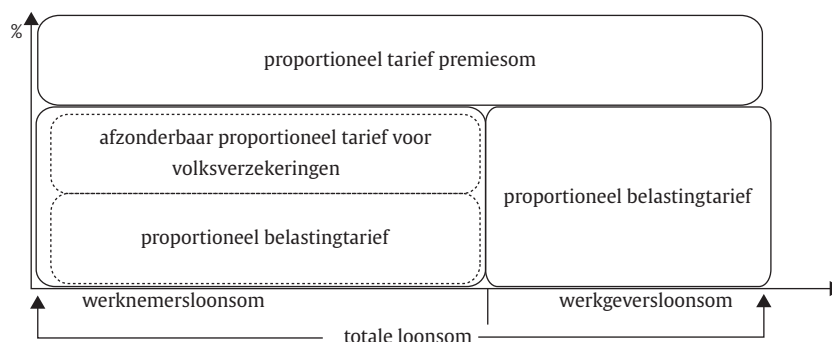 %
proportioneel tarief premiesom
afzonderbaar proportioneel tarief voor
volksverzekeringen
proportioneel belastingtarief
proportioneel belastingtarief
werknemersloonsom
werkgeversloonsom
totale loonsom